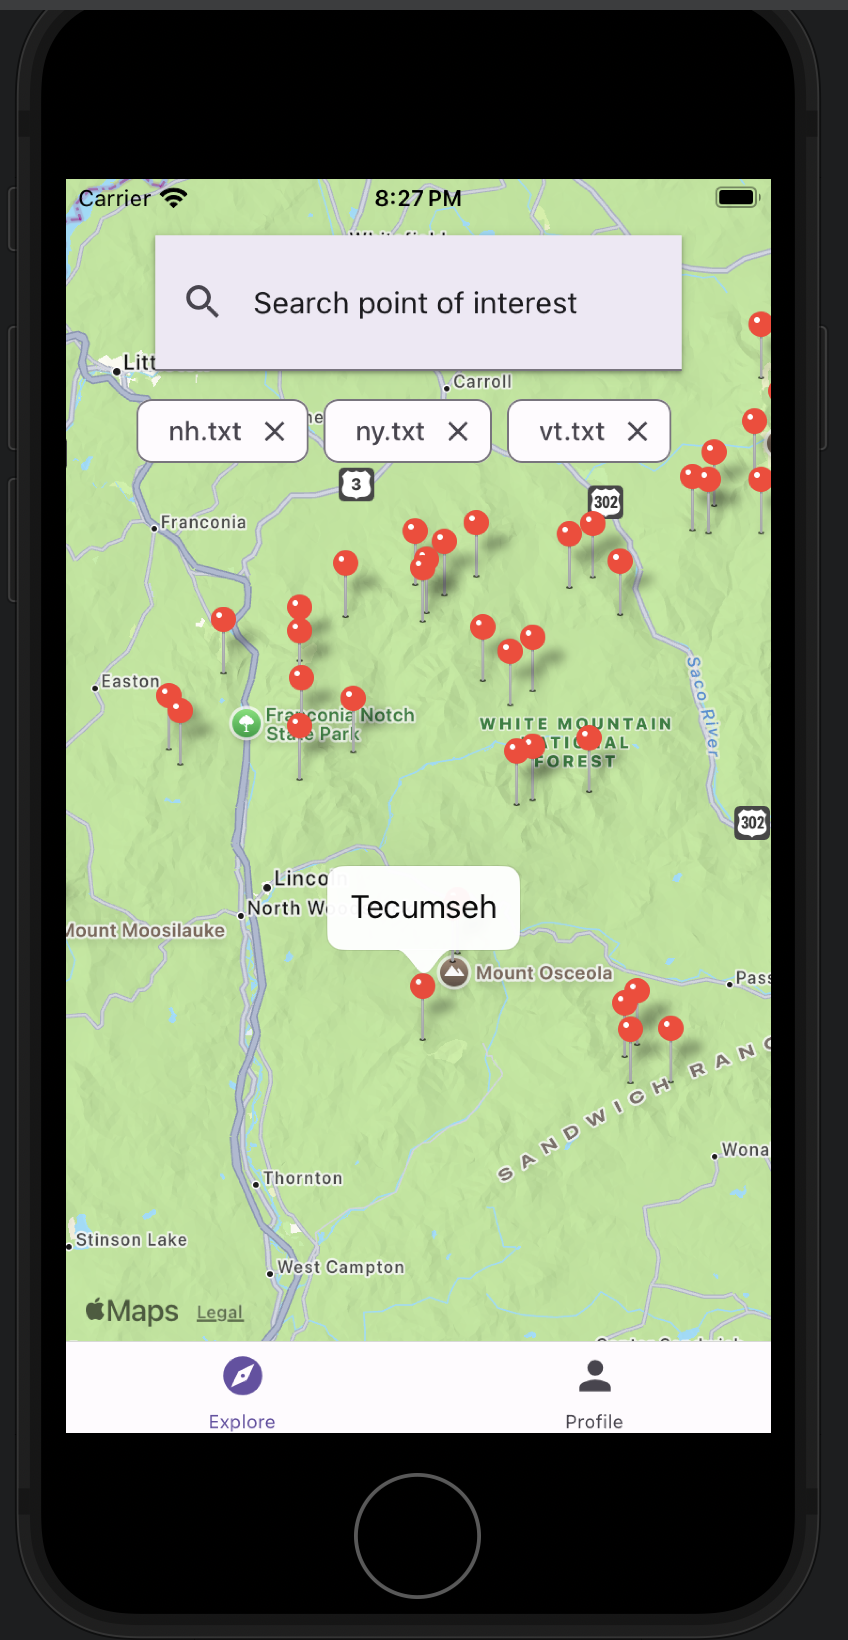 Carrier
8:27 PM
Search point of interest
Litt
Carroll
nh.txt
ny.txt
vt.txt
3
302
Franconia
Easton
Franconia Notch
State Park
WHITE MOUNTAIN
NATIONAL
FOREST
Saco River
302
Lincoln
Tecumseh
North Wo
Mount Moosilauke
Mount Osceola
Pass
SANDWICH RANG
Wona
Thornton
Stinson Lake
West Campton
Maps
Legal
Explore
Profile